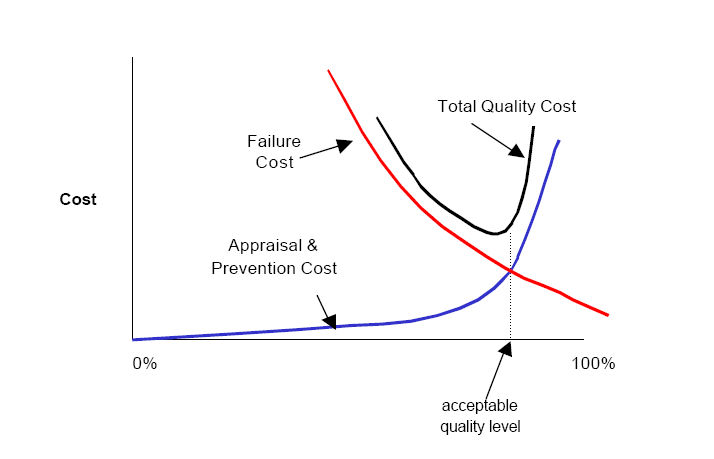 Total Quality Cost
Failure
Cost
Cost
Appraisal &
Prevention Cost
0%
100%
acceptable
quality level